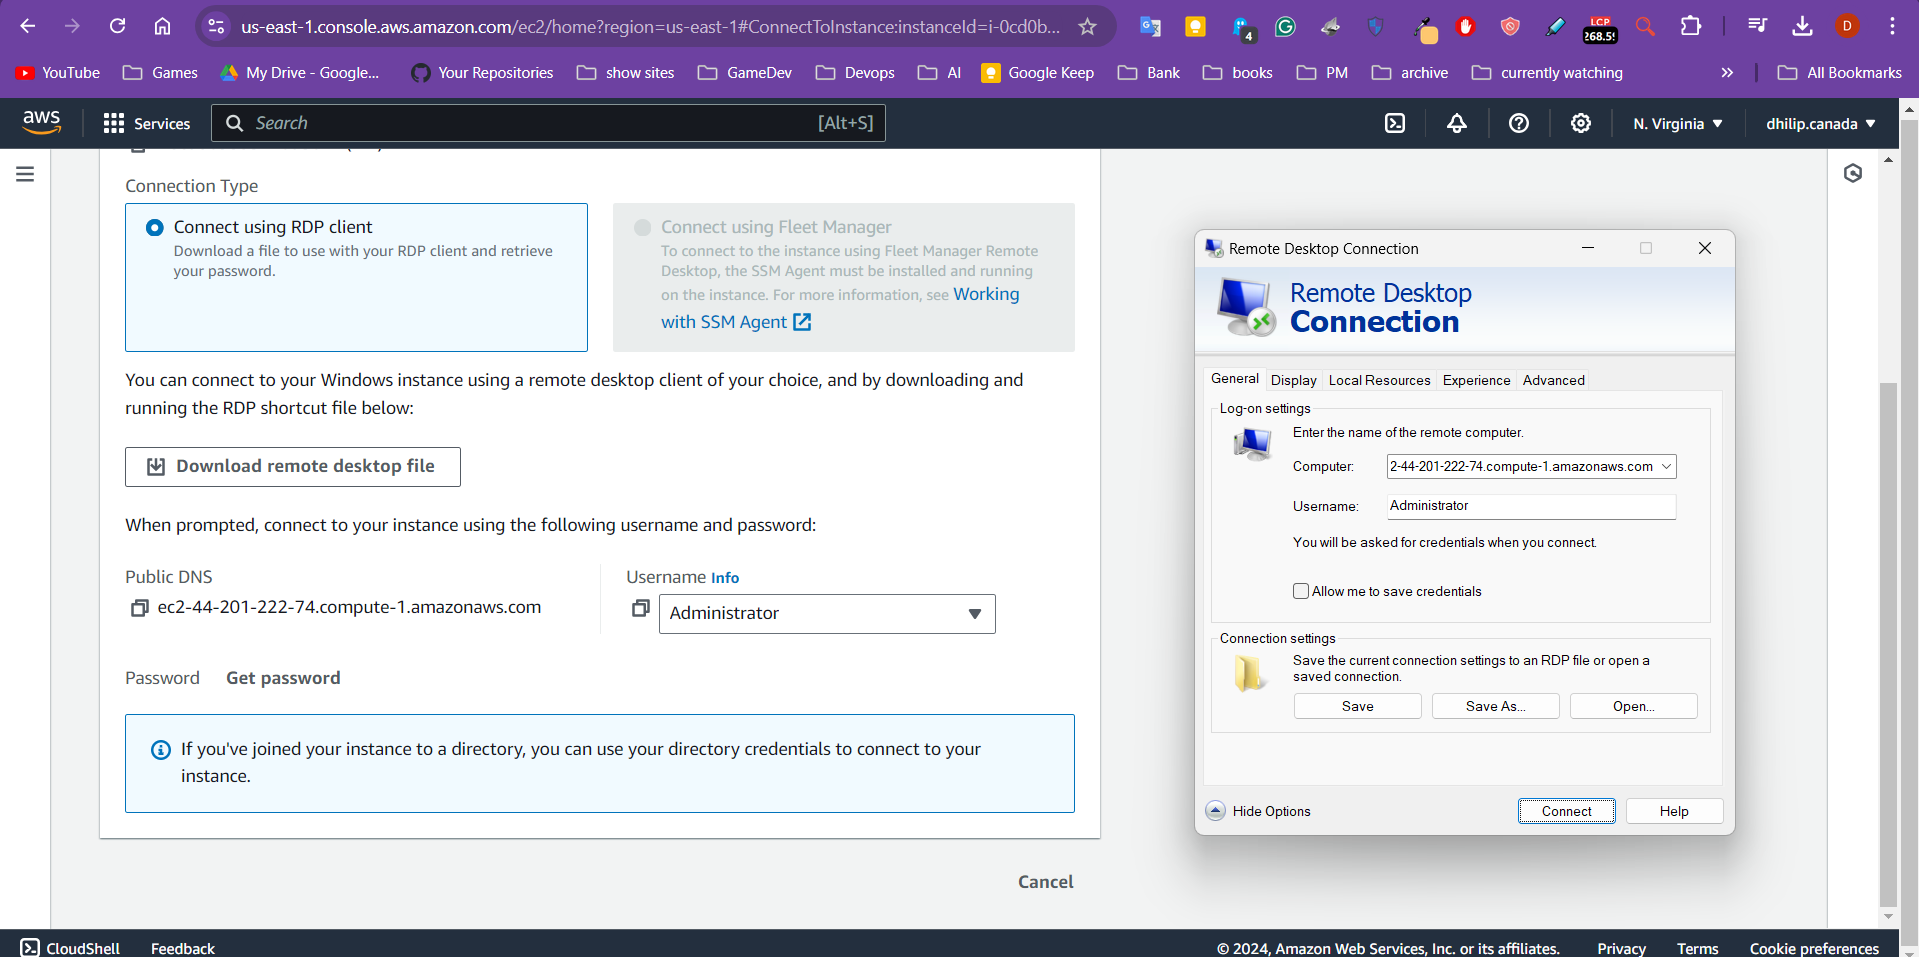 us-east-1.console.aws.amazon.com/ec2/home?region=us-east-1#ConnectToInstance:instanceId=i-0cd0b...
4
LCP
268.59
D
YouTube
Games
My Drive - Google...
Your Repositories
show sites
GameDev
Devops
AI
Google Keep
Bank
books
PM
archive
currently watching
»
All Bookmarks
aws
Services
Search
[Alt+S]
N. Virginia
dhilip.canada
Connection Type
Connect using RDP client
Download a file to use with your RDP client and retrieve
your password.
Connect using Fleet Manager
To connect to the instance using Fleet Manager Remote
Desktop, the SSM Agent must be installed and running
on the instance. For more information, see Working
with SSM Agent
You can connect to your Windows instance using a remote desktop client of your choice, and by downloading and
running the RDP shortcut file below:
Download remote desktop file
When prompted, connect to your instance using the following username and password:
Public DNS
ec2-44-201-222-74.compute-1.amazonaws.com
Username Info
Administrator
Password
Get password
If you've joined your instance to a directory, you can use your directory credentials to connect to your
instance.
Cancel
Remote Desktop Connection
Remote Desktop
Connection
General
Display
Local Resources
Experience
Advanced
Log-on settings
Enter the name of the remote computer.
Computer:
2-44-201-222-74.compute-1.amazonaws.com
Username:
Administrator
You will be asked for credentials when you connect.
Allow me to save credentials
Connection settings
Save the current connection settings to an RDP file or open a
saved connection.
Save
Save As...
Open...
Hide Options
Connect
Help
CloudShell
Feedback
© 2024, Amazon Web Services, Inc. or its affiliates.
Privacy
Terms
Cookie preferences